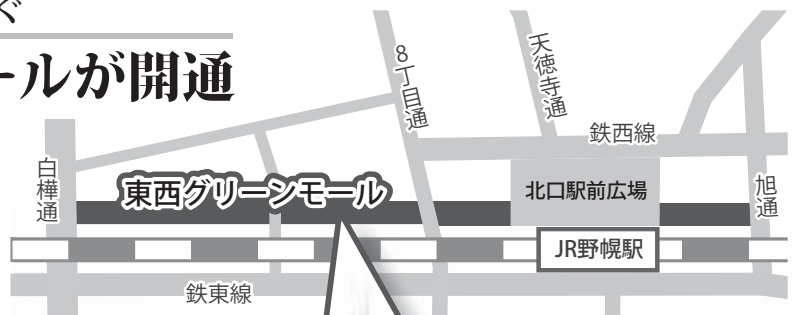 ぐ
ールが開通
8丁目通
天徳寺通
鉄西線
白樺通
東西グリーンモール
北口駅前広場
旭通
JR野幌駅
鉄東線